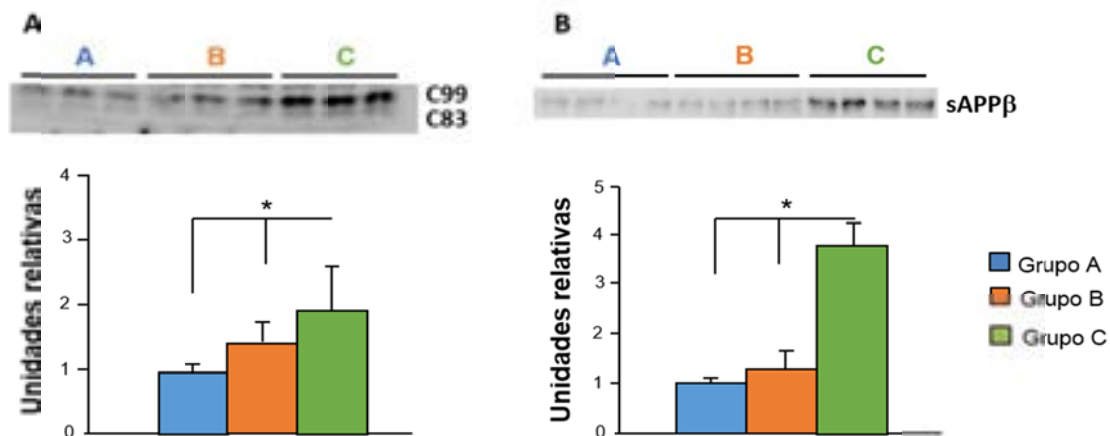 A
B
A B C
A B C
C99
C83
sAPPβ
Unidades relativas
4
3
2
1
0
*
Unidades relativas
5
4
3
2
1
0
*
Grupo A
Grupo B
Grupo C